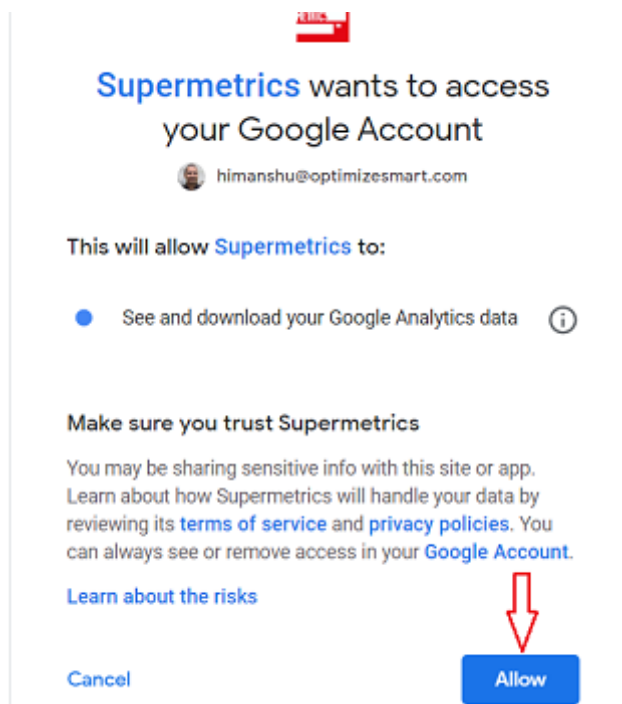 Supermetrics wants to access
your Google Account
himanshu@optimizesmart.com
This will allow Supermetrics to:
See and download your Google Analytics data
Make sure you trust Supermetrics
You may be sharing sensitive info with this site or app.
Learn about how Supermetrics will handle your data by
reviewing its terms of service and privacy policies. You
can always see or remove access in your Google Account.
Learn about the risks
Cancel
Allow